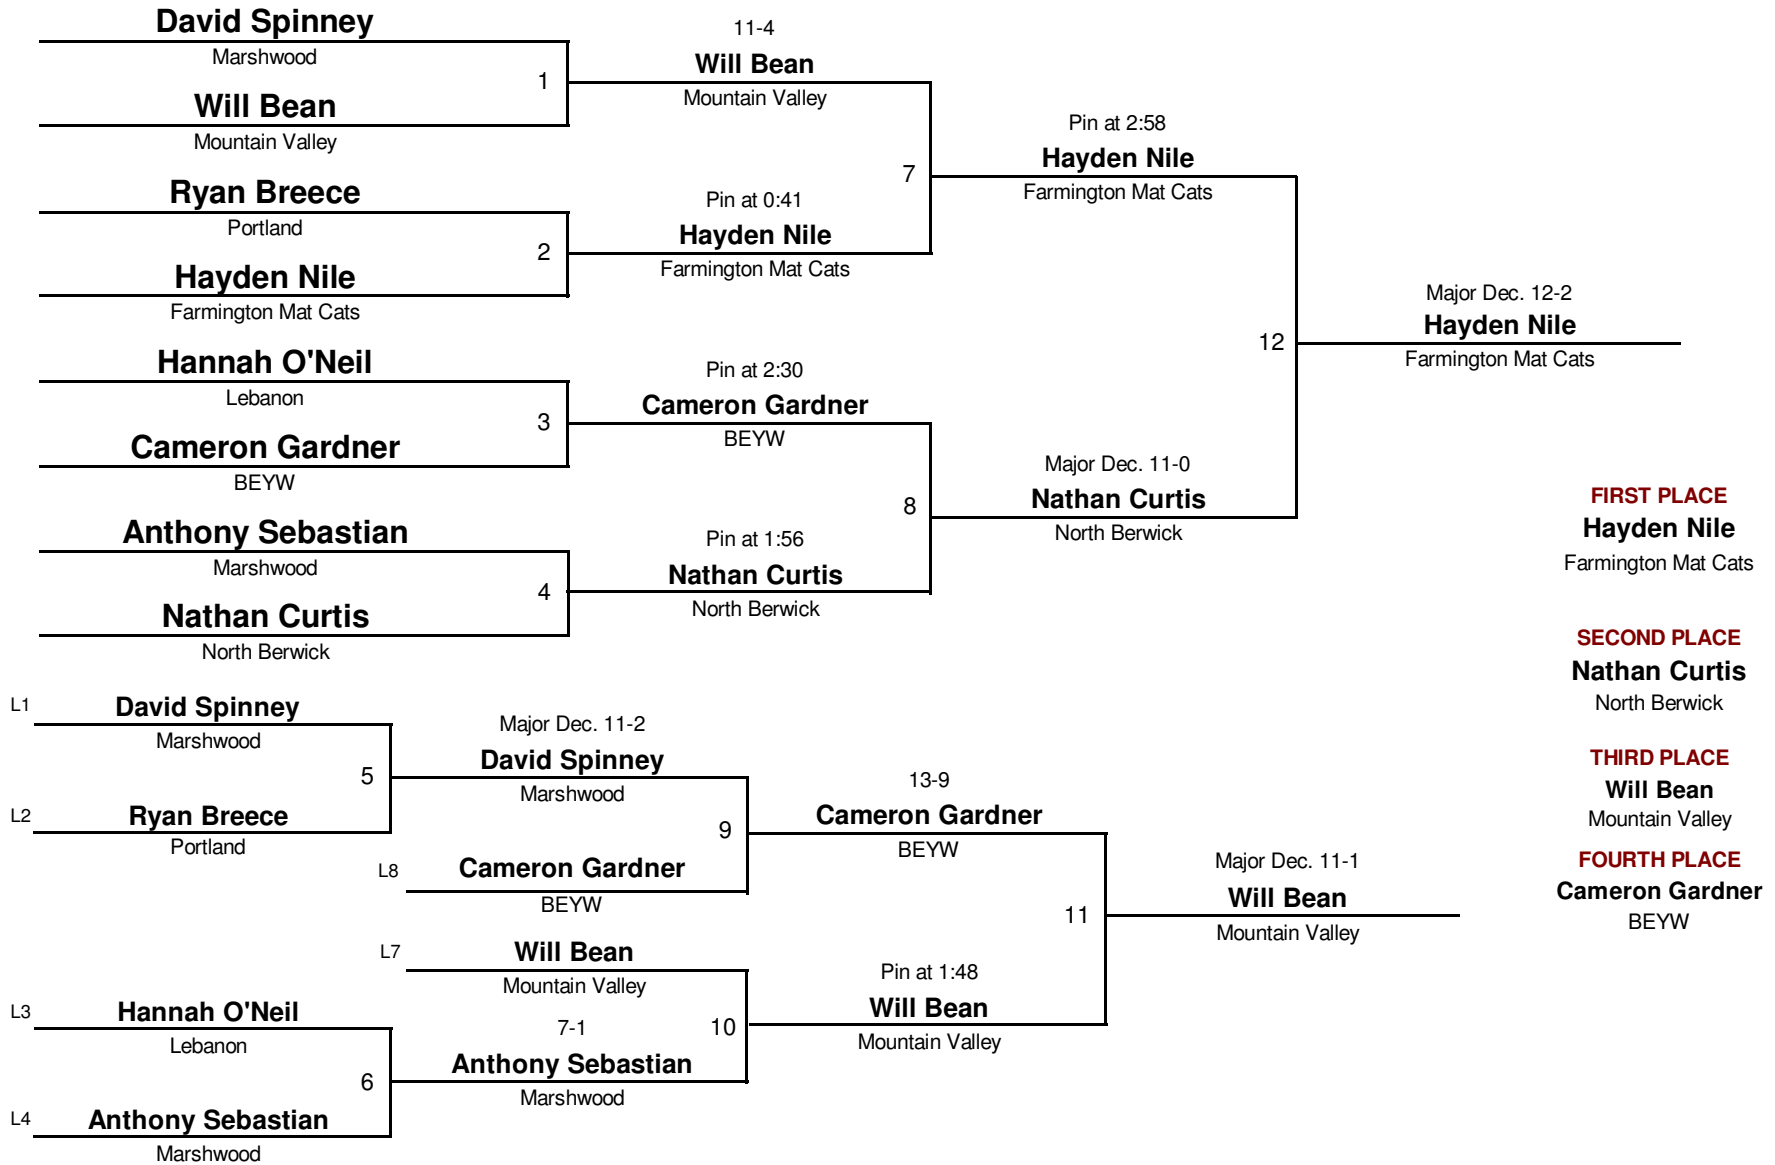 David Spinney
Marshwood
1
Will Bean
Mountain Valley
11-4
Will Bean
Mountain Valley
Ryan Breece
Portland
2
Hayden Nile
Farmington Mat Cats
Pin at 0:41
Hayden Nile
Farmington Mat Cats
7
Pin at 2:58
Hayden Nile
Farmington Mat Cats
Hannah O'Neil
Lebanon
3
Cameron Gardner
BEYW
Pin at 2:30
Cameron Gardner
BEYW
Anthony Sebastian
Marshwood
4
Nathan Curtis
North Berwick
Pin at 1:56
Nathan Curtis
North Berwick
8
Major Dec. 11-0
Nathan Curtis
North Berwick
12
Major Dec. 12-2
Hayden Nile
Farmington Mat Cats
FIRST PLACE
Hayden Nile
Farmington Mat Cats
SECOND PLACE
Nathan Curtis
North Berwick
THIRD PLACE
Will Bean
Mountain Valley
FOURTH PLACE
Cameron Gardner
BEYW
L1 David Spinney
Marshwood
5
L2 Ryan Breece
Portland
Major Dec. 11-2
David Spinney
Marshwood
9
L8 Cameron Gardner
BEYW
13-9
Cameron Gardner
BEYW
L7 Will Bean
Mountain Valley
L3 Hannah O'Neil
Lebanon
6
L4 Anthony Sebastian
Marshwood
7-1
Anthony Sebastian
Marshwood
10
Pin at 1:48
Will Bean
Mountain Valley
11
Major Dec. 11-1
Will Bean
Mountain Valley